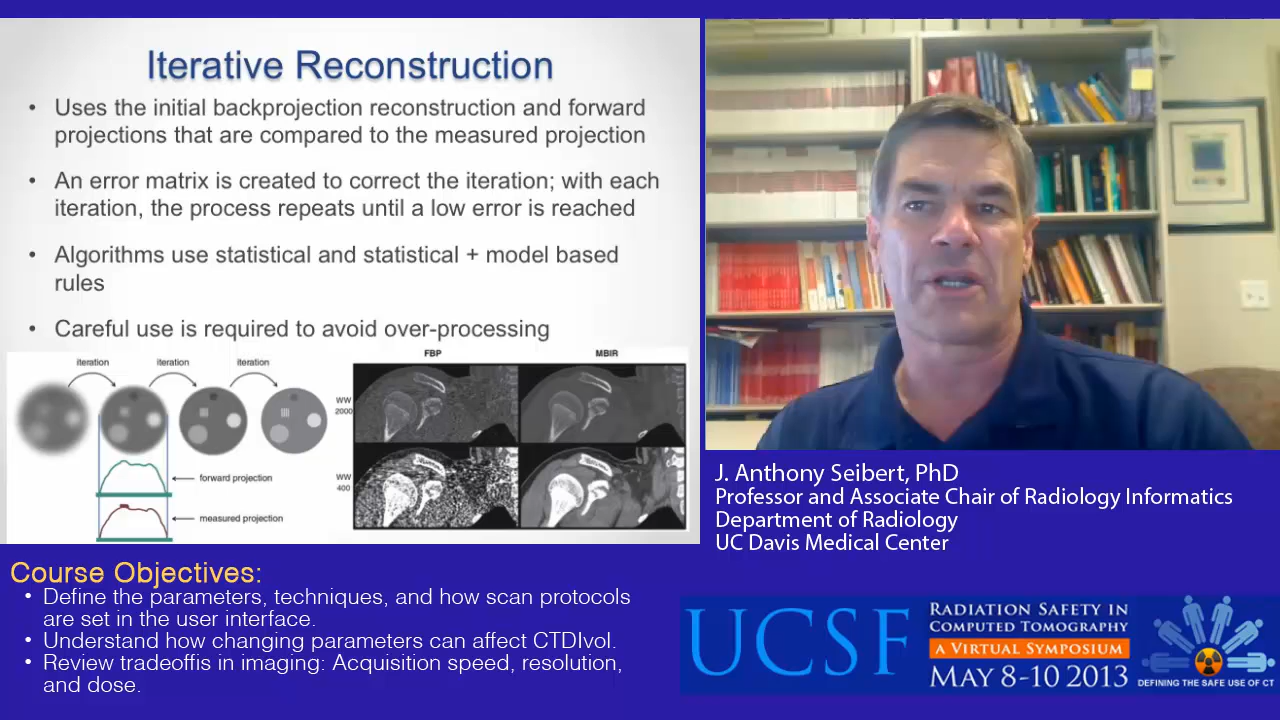 Iterative Reconstruction
• Uses the initial backprojection reconstruction and forward
projections that are compared to the measured projection
• An error matrix is created to correct the iteration; with each
iteration, the process repeats until a low error is reached
• Algorithms use statistical and statistical + model based
rules
• Careful use is required to avoid over-processing
iteration iteration iteration
forward projection
measured projection
FBP MBIR
WW
2000
WW
400
J. Anthony Seibert, PhD
Professor and Associate Chair of Radiology Informatics
Department of Radiology
UC Davis Medical Center
Course Objectives:
• Define the parameters, techniques, and how scan protocols
are set in the user interface.
• Understand how changing parameters can affect CTDIvol.
• Review tradeoffis in imaging: Acquisition speed, resolution,
and dose.
UCSF
RADIATION SAFETY IN
COMPUTED TOMOGRAPHY
A VIRTUAL SYMPOSIUM
MAY 8-10 2013
DEFINING THE SAFE USE OF CT